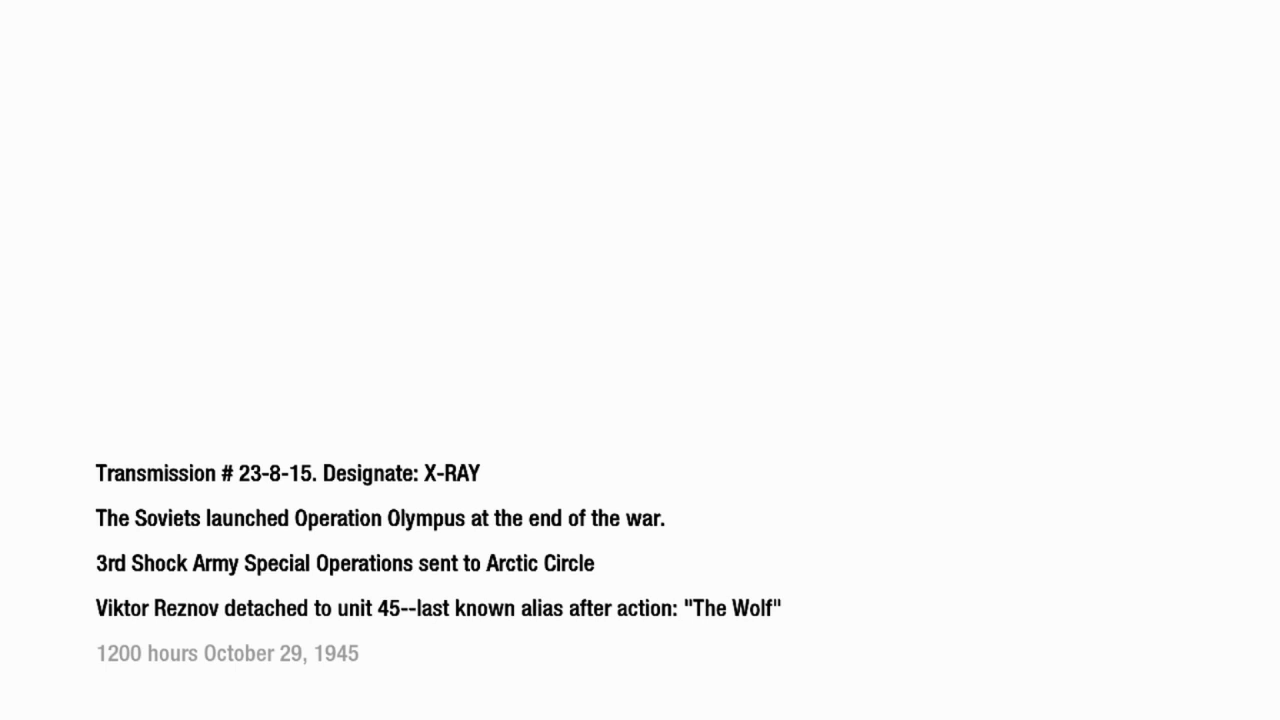 Transmission # 23-8-15. Designate: X-RAY
The Soviets launched Operation Olympus at the end of the war.
3rd Shock Army Special Operations sent to Arctic Circle
Viktor Reznov detached to unit 45--last known alias after action: "The Wolf"
1200 hours October 29, 1945